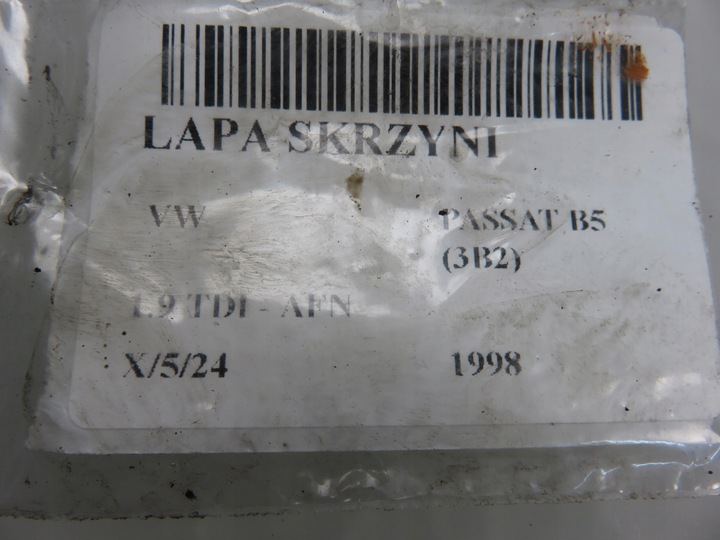 LAPA SKRZYNI
VW PASSAT B5
(3B2)
1.9 TDI - AFN
X/5/24 1998